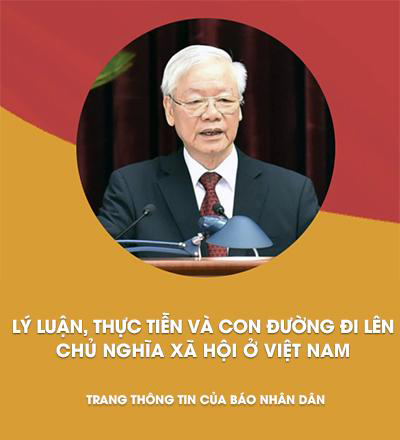 LÝ LUẬN, THỰC TIỄN VÀ CON ĐƯỜNG ĐI LÊN
CHỦ NGHĨA XÃ HỘI Ở VIỆT NAM
TRANG THÔNG TIN CỦA BÁO NHÂN DÂN